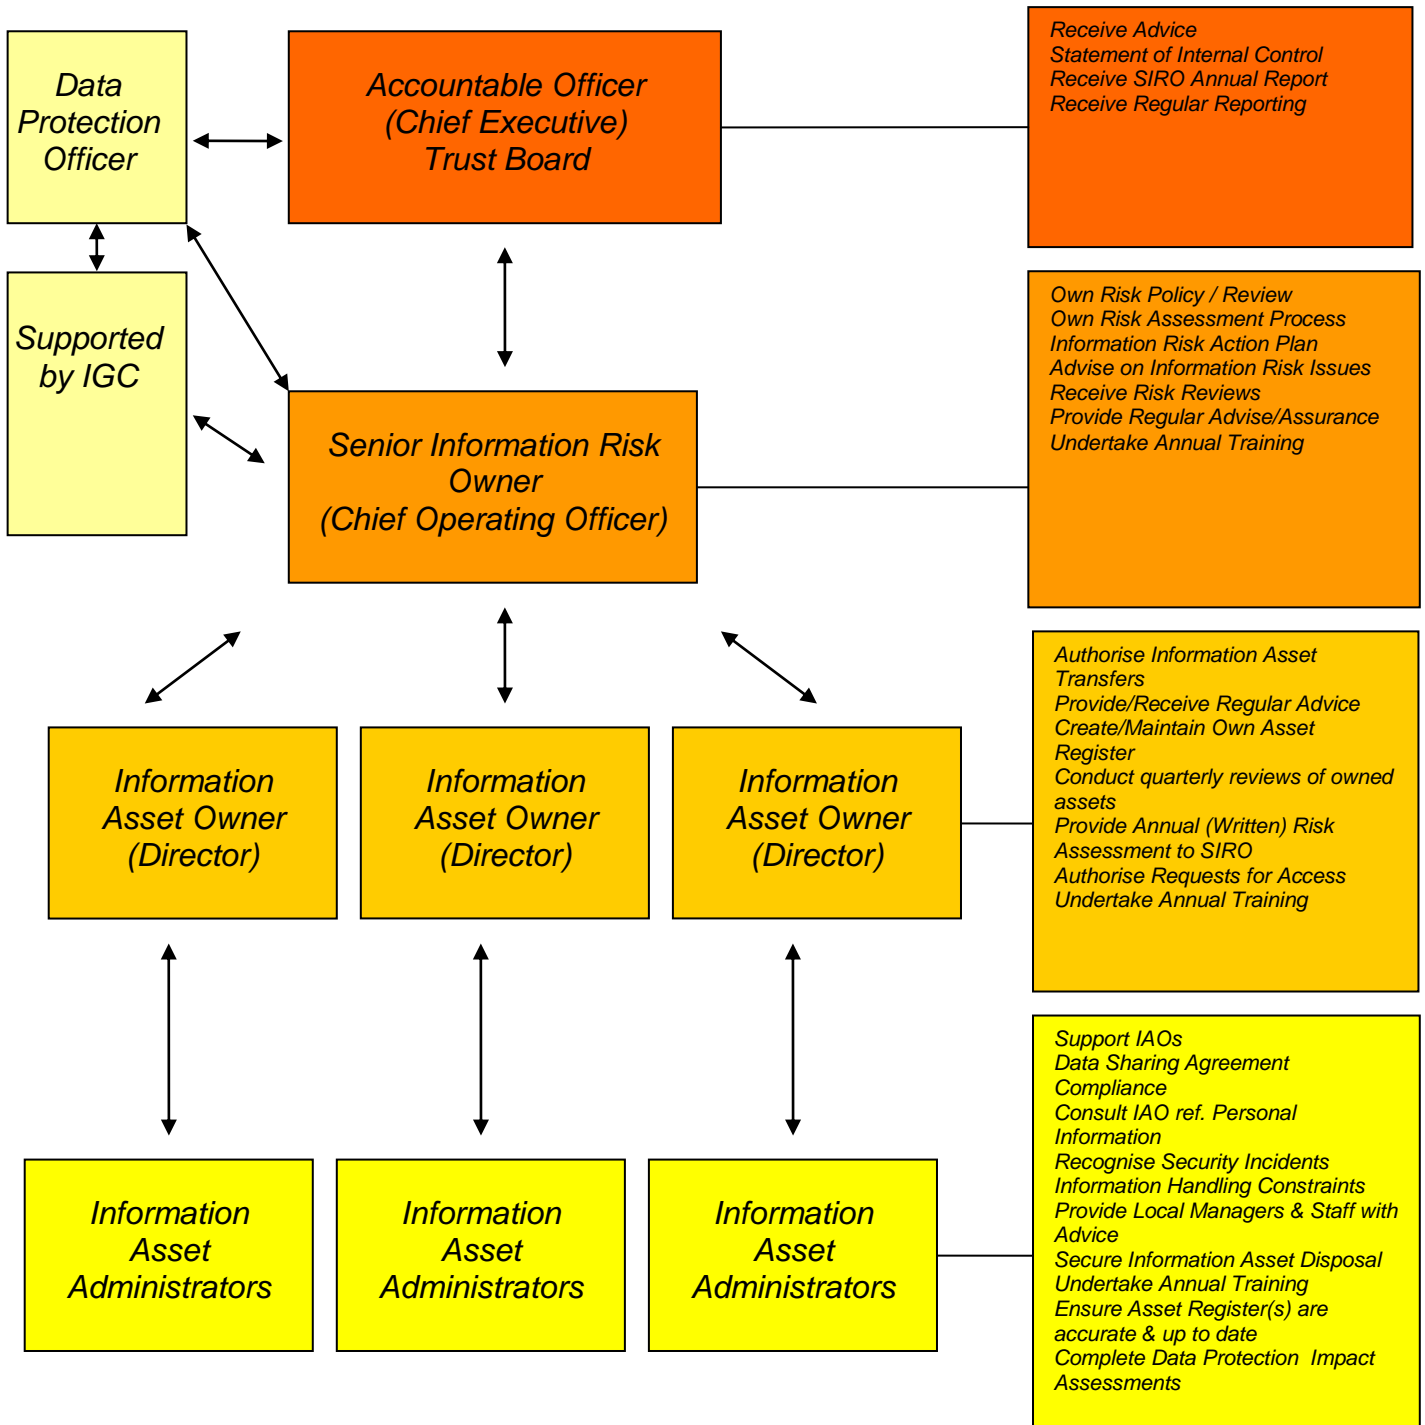 Data
Protection
Officer
Accountable Officer
(Chief Executive)
Trust Board
Receive Advice
Statement of Internal Control
Receive SIRO Annual Report
Receive Regular Reporting
Supported
by IGC
Senior Information Risk
Owner
(Chief Operating Officer)
Own Risk Policy / Review
Own Risk Assessment Process
Information Risk Action Plan
Advise on Information Risk Issues
Receive Risk Reviews
Provide Regular Advise/Assurance
Undertake Annual Training
Information
Asset Owner
(Director)
Information
Asset Owner
(Director)
Information
Asset Owner
(Director)
Authorise Information Asset
Transfers
Provide/Receive Regular Advice
Create/Maintain Own Asset
Register
Conduct quarterly reviews of owned
assets
Provide Annual (Written) Risk
Assessment to SIRO
Authorise Requests for Access
Undertake Annual Training
Information
Asset
Administrators
Information
Asset
Administrators
Information
Asset
Administrators
Support IAOs
Data Sharing Agreement
Compliance
Consult IAO ref. Personal
Information
Recognise Security Incidents
Information Handling Constraints
Provide Local Managers & Staff with
Advice
Secure Information Asset Disposal
Undertake Annual Training
Ensure Asset Register(s) are
accurate & up to date
Complete Data Protection  Impact
Assessments